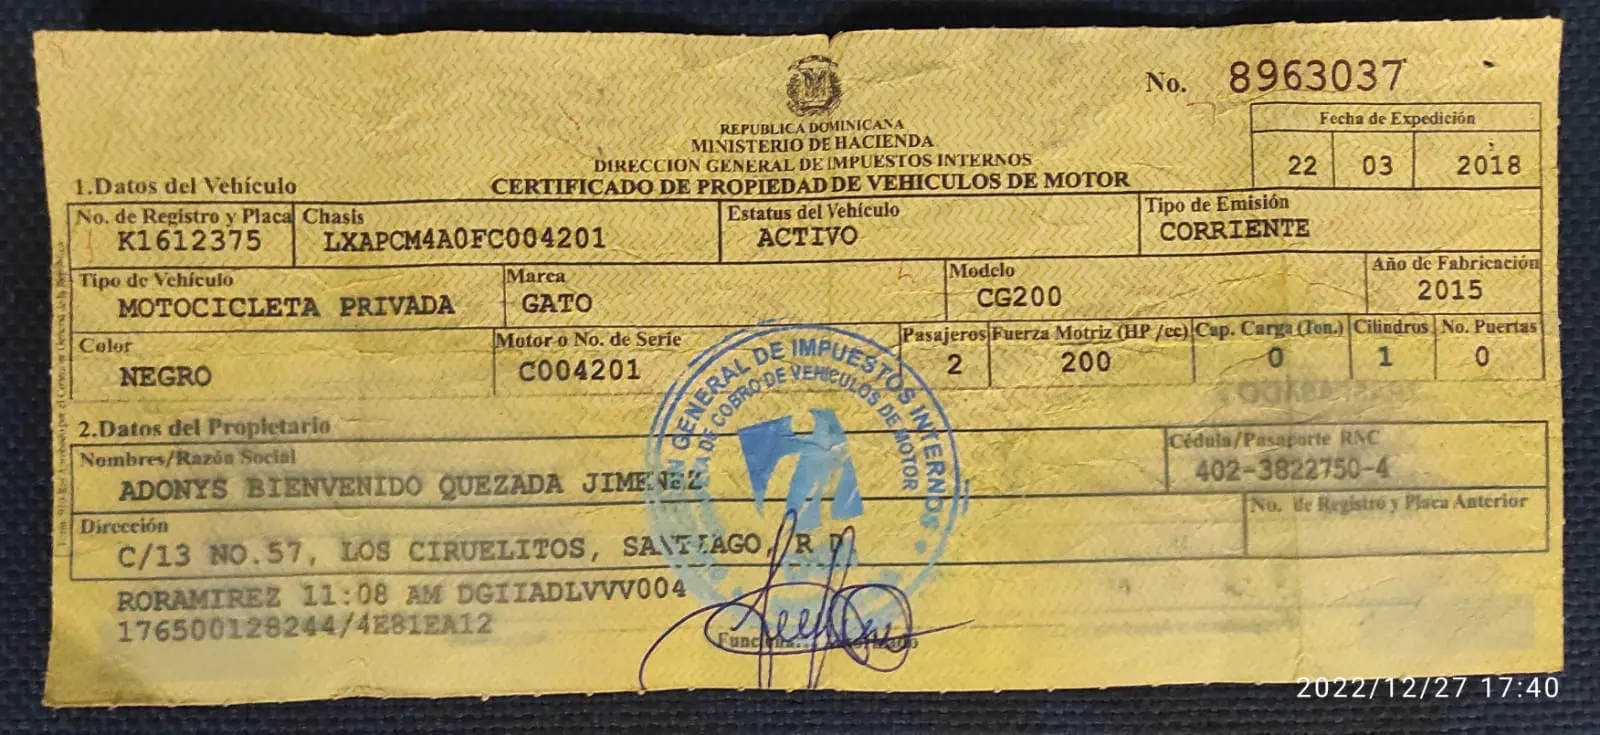 No. 8963037
REPUBLICA DOMINICANA
MINISTERIO DE HACIENDA
DIRECCION GENERAL DE IMPUESTOS INTERNOS
CERTIFICADO DE PROPIEDAD DE VEHICULOS DE MOTOR
Fecha de Expedición
22 03 2018
1.Datos del Vehículo
No. de Registro y Placa
K1612375
Chasis
LXAPCM4A0FC004201
Estatus del Vehículo
ACTIVO
Tipo de Emisión
CORRIENTE
Tipo de Vehículo
MOTOCICLETA PRIVADA
Marca
GATO
Modelo
CG200
Año de Fabricación
2015
Color
NEGRO
Motor o No. de Serie
C004201
Pasajeros
2
Fuerza Motriz (HP /cc)
200
Cap. Carga (Ton.)
0
Cilindros
1
No. Puertas
0
2.Datos del Propietario
Nombres/Razón Social
ADONYS BIENVENIDO QUEZADA JIMENEZ
Cédula/Pasaporte RNC
402-3822750-4
No. de Registro y Placa Anterior
Dirección
C/13 NO.57, LOS CIRUELITOS, SANTIAGO, R D
RORAMIREZ 11:08 AM DGIIADLVVV004
176500128244/4E81EA12
GENERAL DE IMPUESTOS INTERNOS
DE COBRO DE VEHICULOS DE MOTOR
2022/12/27 17:40